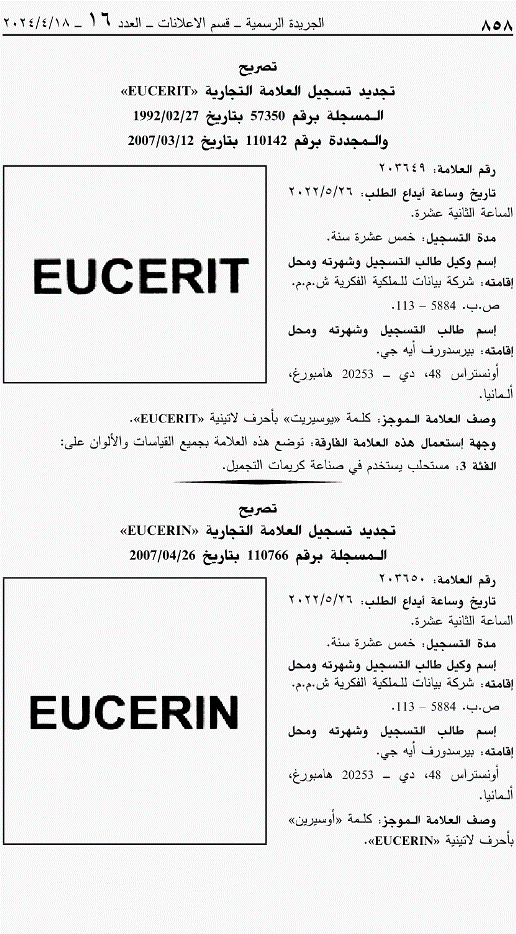 ٨٥٨
الجريدة الرسمية – قسم الاعلانات – العدد ١٦ – ٢٠٢٤/٤/١٨
تصريح
تجديد تسجيل العلامة التجارية «EUCERIT»
المسجلة برقم 57350 بتاريخ 1992/02/27
والمجددة برقم 110142 بتاريخ 2007/03/12
رقم العلامة: ٢٠٣٦٤٩
تاريخ وساعة أيداع الطلب: ٢٠٢٢/٥/٢٦
الساعة الثانية عشرة.
مدة التسجيل: خمس عشرة سنة.
إسم وكيل طالب التسجيل وشهرته ومحل
إقامته: شركة بيانات للملكية الفكرية ش.م.م.
ص.ب. 5884 – 113.
إسم طالب التسجيل وشهرته ومحل
إقامته: بيرسدورف أيه جي.
أونستراس 48، دي – 20253 هامبورغ،
ألمانيا.
EUCERIT
وصف العلامة الموجز: كلمة «يوسيريت» بأحرف لاتينية «EUCERIT».
وجهة إستعمال هذه العلامة الفارقة: توضع هذه العلامة بجميع القياسات والألوان على:
الفئة 3: مستحلب يستخدم في صناعة كريمات التجميل.
تصريح
تجديد تسجيل العلامة التجارية «EUCERIN»
المسجلة برقم 110766 بتاريخ 2007/04/26
رقم العلامة: ٢٠٣٦٥٠
تاريخ وساعة أيداع الطلب: ٢٠٢٢/٥/٢٦
الساعة الثانية عشرة.
مدة التسجيل: خمس عشرة سنة.
إسم وكيل طالب التسجيل وشهرته ومحل
إقامته: شركة بيانات للملكية الفكرية ش.م.م.
ص.ب. 5884 – 113.
إسم طالب التسجيل وشهرته ومحل
إقامته: بيرسدورف أيه جي.
أونستراس 48، دي – 20253 هامبورغ،
ألمانيا.
وصف العلامة الموجز: كلمة «أوسيرين»
بأحرف لاتينية «EUCERIN».
EUCERIN